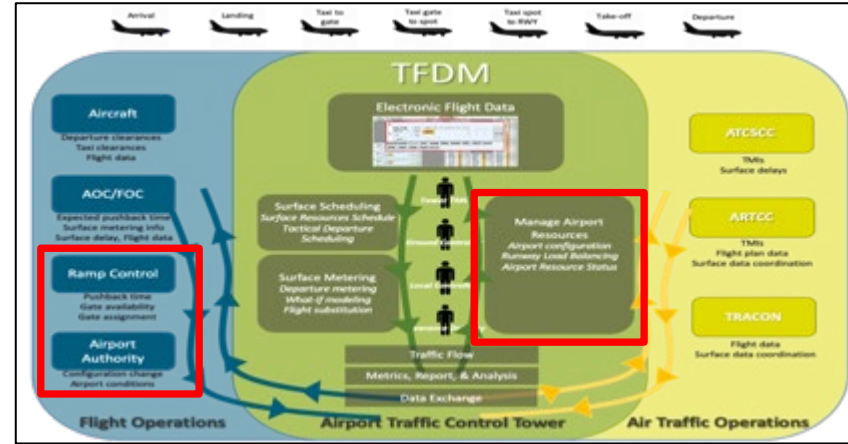 Arrival
Landing
Taxi to
gate
Taxi gate
to spot
Taxi spot
to RWY
Take-off
Departure
TFDM
Electronic Flight Data
Aircraft
Departure clearances
Taxi clearances
Flight data
AOC/FOC
Expected pushback time
Surface metering info
Surface delay, Flight data
Ramp Control
Pushback time
Gate availability
Gate assignment
Airport
Authority
Configuration change
Airport conditions
Surface Scheduling
Surface Resources Schedule
Tactical Departure
Scheduling
Surface Metering
Departure metering
What-if modeling
Flight substitution
Manage Airport
Resources
Airport configuration
Runway Load Balancing
Airport Resource Status
Traffic Flow
Metrics, Report, & Analysis
Data Exchange
ATCSCC
TMIs
Surface delays
ARTCC
TMIs
Flight plan data
Surface data coordination
TRACON
Flight data
Surface data coordination
Flight Operations
Airport Traffic Control Tower
Air Traffic Operations